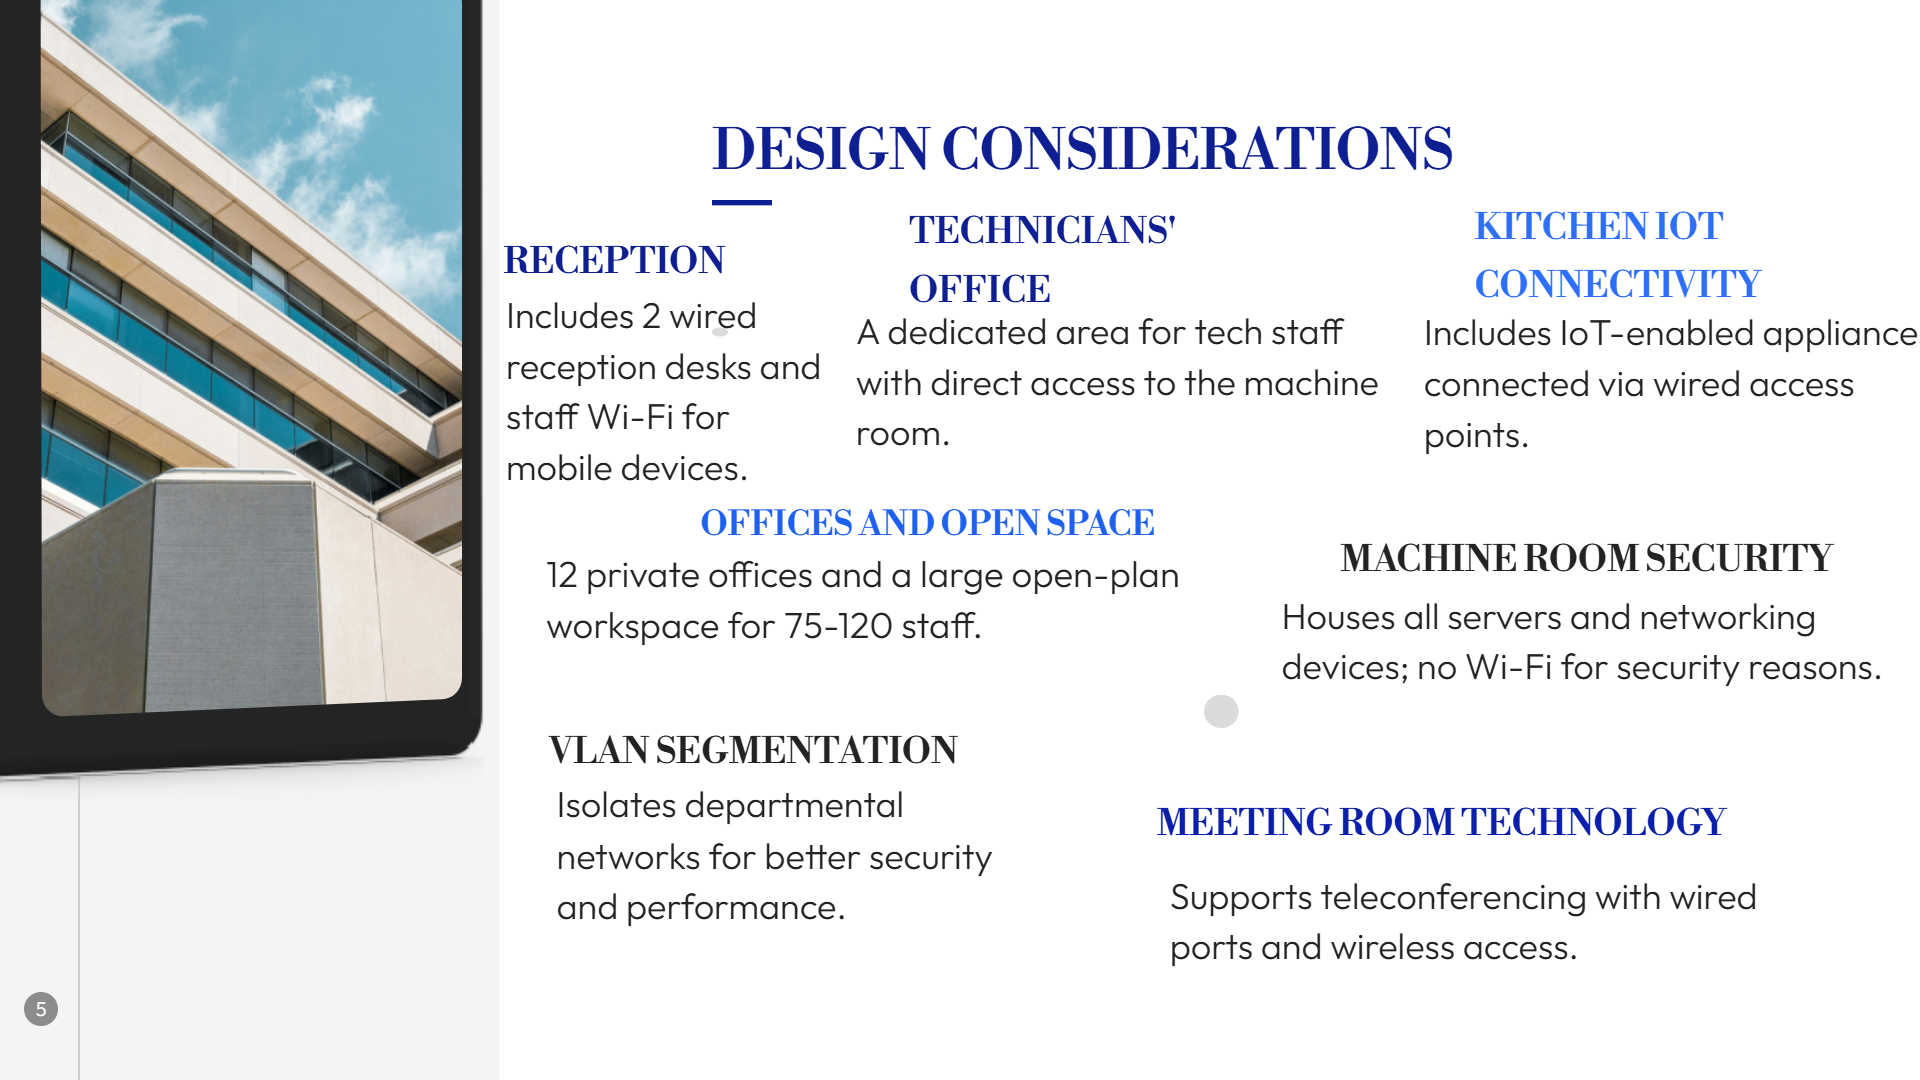 DESIGN CONSIDERATIONS
RECEPTION
Includes 2 wired
reception desks and
staff Wi-Fi for
mobile devices.
TECHNICIANS'
OFFICE
A dedicated area for tech staff
with direct access to the machine
room.
KITCHEN IOT
CONNECTIVITY
Includes IoT-enabled appliances
connected via wired access
points.
OFFICES AND OPEN SPACE
12 private offices and a large open-plan
workspace for 75-120 staff.
MACHINE ROOM SECURITY
Houses all servers and networking
devices; no Wi-Fi for security reasons.
VLAN SEGMENTATION
Isolates departmental
networks for better security
and performance.
MEETING ROOM TECHNOLOGY
Supports teleconferencing with wired
ports and wireless access.
5